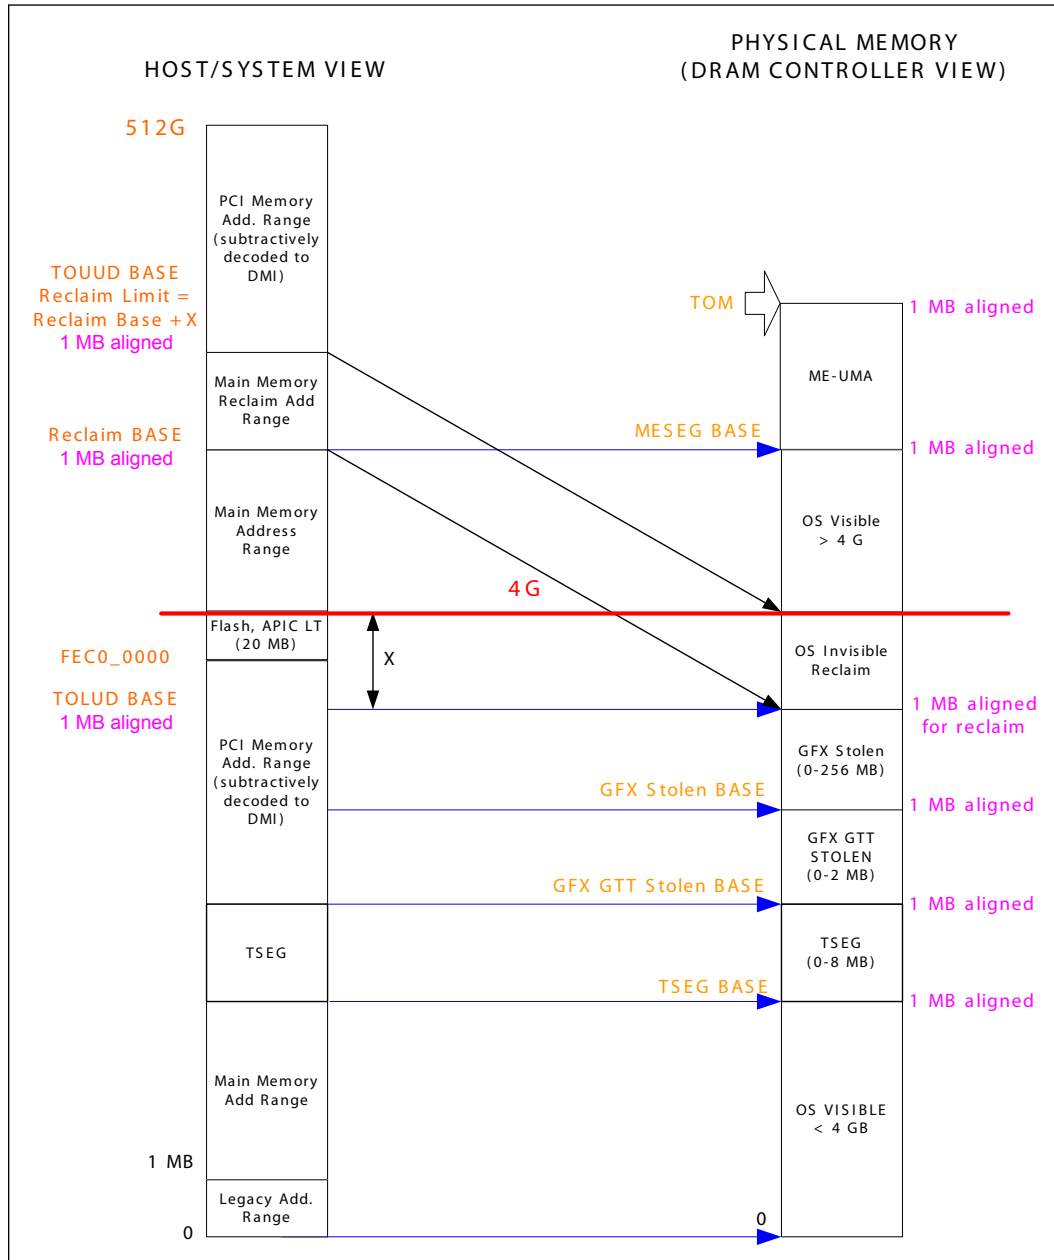 HOST/SYSTEM VIEW
PHYSICAL MEMORY
(DRAM CONTROLLER VIEW)
512G
PCI Memory
Add. Range
(subtractively
decoded to
DMI)
TOUUD BASE
Reclaim Limit =
Reclaim Base +X
1 MB aligned
TOM
1 MB aligned
ME-UMA
Main Memory
Reclaim Add
Range
Reclaim BASE
1 MB aligned
MESEG BASE
1 MB aligned
Main Memory
Address
Range
OS Visible
> 4 G
4G
Flash, APIC LT
(20 MB)
FEC0_0000
X
OS Invisible
Reclaim
TOLUD BASE
1 MB aligned
1 MB aligned
for reclaim
PCI Memory
Add. Range
(subtractively
decoded to
DMI)
GFX Stolen
(0-256 MB)
GFX Stolen BASE
1 MB aligned
GFX GTT
STOLEN
(0-2 MB)
GFX GTT Stolen BASE
1 MB aligned
TSEG
TSEG
(0-8 MB)
TSEG BASE
1 MB aligned
Main Memory
Add Range
OS VISIBLE
< 4 GB
1 MB
Legacy Add.
Range
0
0